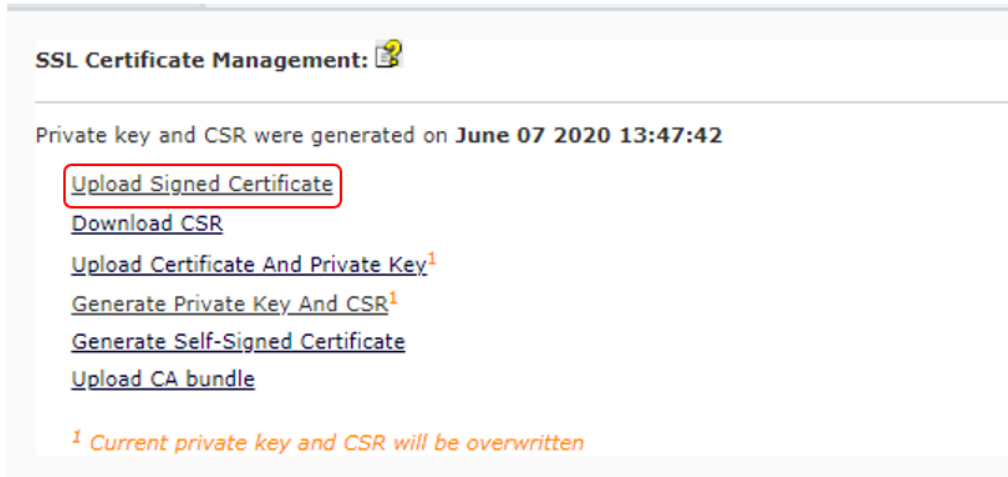 SSL Certificate Management:
Private key and CSR were generated on June 07 2020 13:47:42
Upload Signed Certificate
Download CSR
Upload Certificate And Private Key1
Generate Private Key And CSR1
Generate Self-Signed Certificate
Upload CA bundle
1 Current private key and CSR will be overwritten